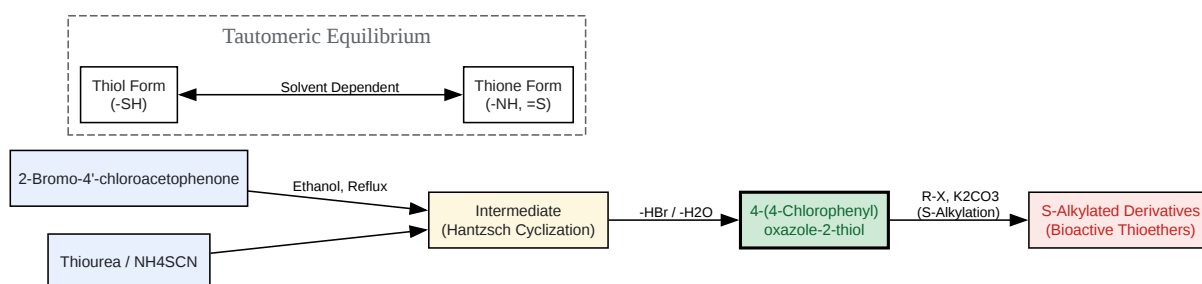 Tautomeric Equilibrium
Thiol Form
(-SH)
Solvent Dependent
Thione Form
(-NH, =S)
2-Bromo-4'-chloroacetophenone
Ethanol, Reflux
Thiourea / NH4SCN
Intermediate
(Hantzsch Cyclization)
-HBr / -H2O
4-(4-Chlorophenyl)
oxazole-2-thiol
R-X, K2CO3
(S-Alkylation)
S-Alkylated Derivatives
(Bioactive Thioethers)